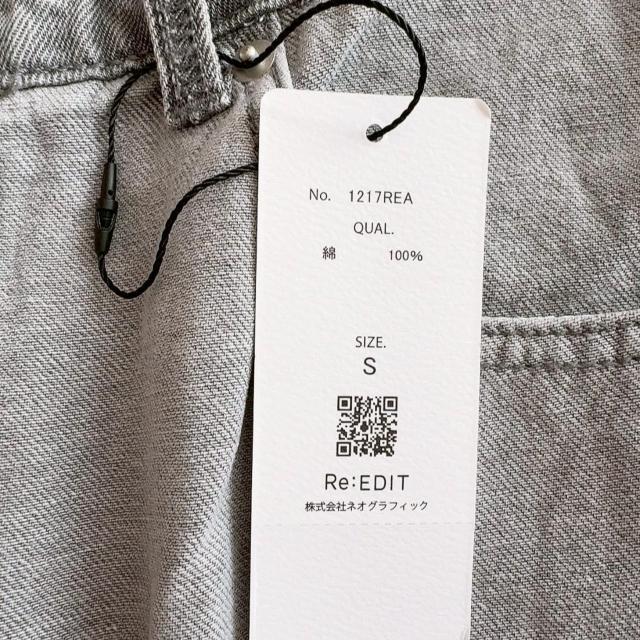 No. 1217REA
QUAL.
綿 100%
SIZE.
S
Re:EDIT
株式会社ネオグラフィック